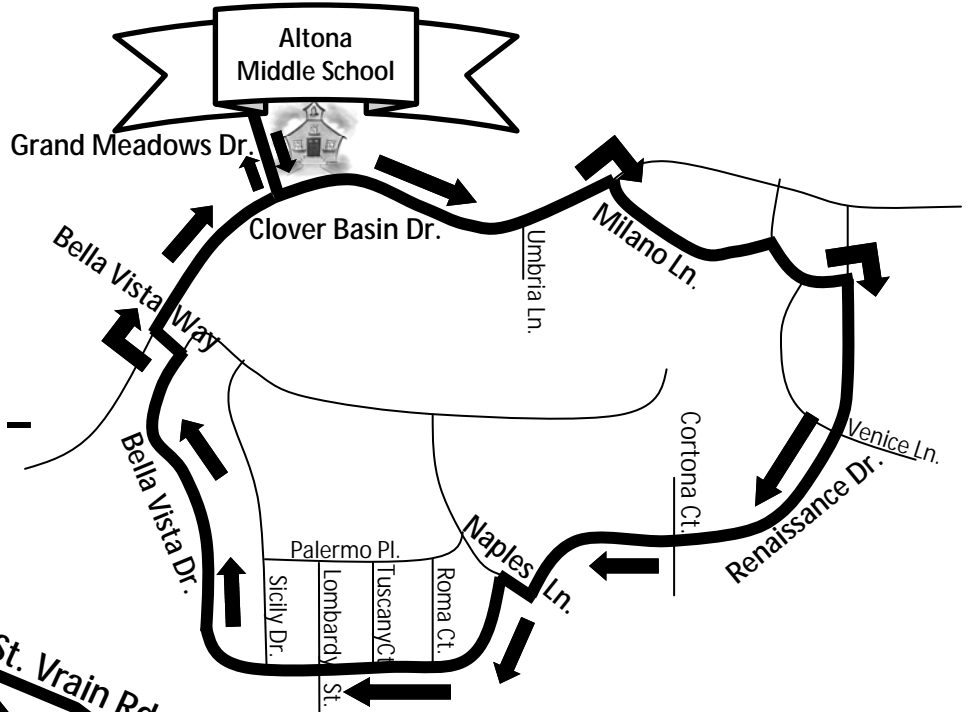 Altona
Middle School
Grand Meadows Dr.
Clover Basin Dr.
Bella Vista Way
Milano Ln.
Umbria Ln.
Cortona Ct.
Venice Ln.
Renaissance Dr.
Bella Vista Dr.
Naples Ln.
Palermo Pl.
Sicily Dr.
Lombardy St.
TuscanyCt
Roma Ct.
St. Vrain Rd